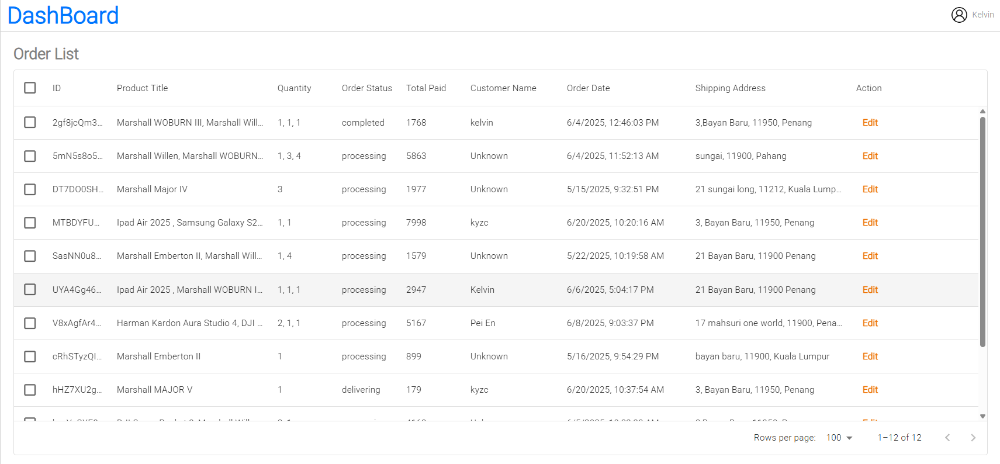 DashBoard
Kelvin
Order List
ID Product Title Quantity Order Status Total Paid Customer Name Order Date Shipping Address Action
2gf8jcQm3... Marshall WOBURN III, Marshall Will... 1, 1, 1 completed 1768 kelvin 6/4/2025, 12:46:03 PM 3,Bayan Baru, 11950, Penang Edit
5mN5s8o5... Marshall Willen, Marshall WOBURN... 1, 3, 4 processing 5863 Unknown 6/4/2025, 11:52:13 AM sungai, 11900, Pahang Edit
DT7DO0SH... Marshall Major IV 3 processing 1977 Unknown 5/15/2025, 9:32:51 PM 21 sungai long, 11212, Kuala Lump... Edit
MTBDYFU... Ipad Air 2025 , Samsung Galaxy S2... 1, 1 processing 7998 kyzc 6/20/2025, 10:20:16 AM 3, Bayan Baru, 11950, Penang Edit
SasNN0u8... Marshall Emberton II, Marshall Will... 1, 4 processing 1579 Unknown 5/22/2025, 10:19:58 AM 21 Bayan Baru, 11900 Penang Edit
UYA4Gg46... Ipad Air 2025 , Marshall WOBURN I... 1, 1, 1 processing 2947 Kelvin 6/6/2025, 5:04:17 PM 21 Bayan Baru, 11900 Penang Edit
V8xAgfAr4... Harman Kardon Aura Studio 4, DJI ... 2, 1, 1 processing 5167 Pei En 6/8/2025, 9:03:37 PM 17 mahsuri one world, 11900, Pena... Edit
cRhSTyzQI... Marshall Emberton II 1 processing 899 Unknown 5/16/2025, 9:54:29 PM bayan baru, 11900, Kuala Lumpur Edit
hHZ7XU2g... Marshall MAJOR V 1 delivering 179 kyzc 6/20/2025, 10:37:54 AM 3, Bayan Baru, 11950, Penang Edit
Rows per page: 100 1–12 of 12